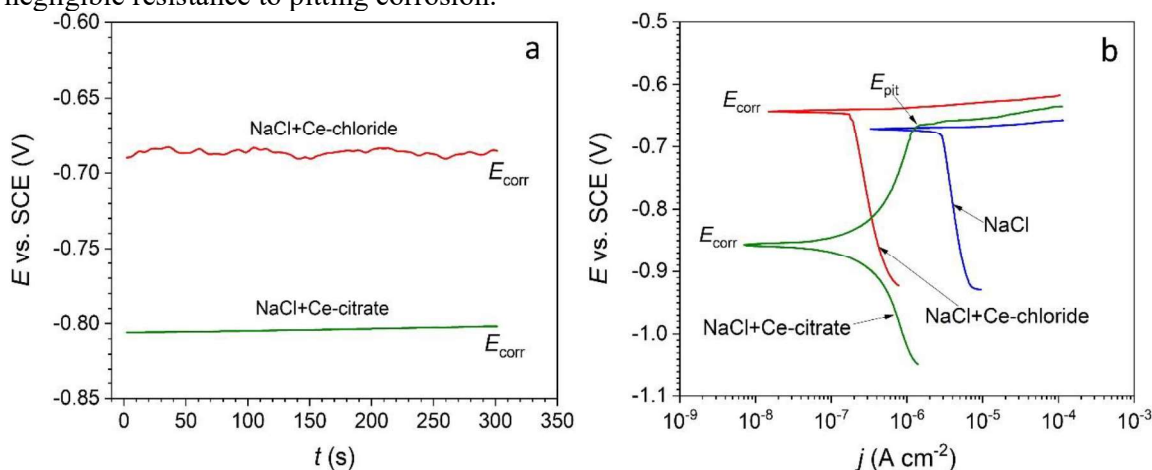 negligible resistance to pitting corrosion.
a
NaCl+Ce-chloride
E_corr
NaCl+Ce-citrate
E_corr
E vs. SCE (V)
-0.60
-0.65
-0.70
-0.75
-0.80
-0.85
0 50 100 150 200 250 300 350
t (s)
b
E_pit
E_corr
E_corr
NaCl
NaCl+Ce-chloride
NaCl+Ce-citrate
E vs. SCE (V)
-0.5
-0.6
-0.7
-0.8
-0.9
-1.0
-1.1
10⁻⁹ 10⁻⁸ 10⁻⁷ 10⁻⁶ 10⁻⁵ 10⁻⁴ 10⁻³
j (A cm⁻²)